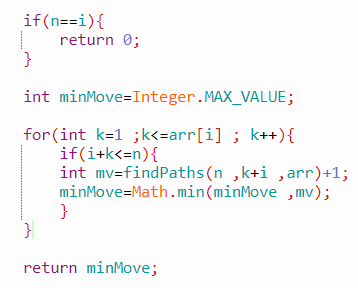 if(n==i){
return 0;
}
int minMove=Integer.MAX_VALUE;
for(int k=1 ;k<=arr[i] ; k++){
if(i+k<=n){
int mv=findPaths(n ,k+i ,arr)+1;
minMove=Math.min(minMove ,mv);
}
}
return minMove;